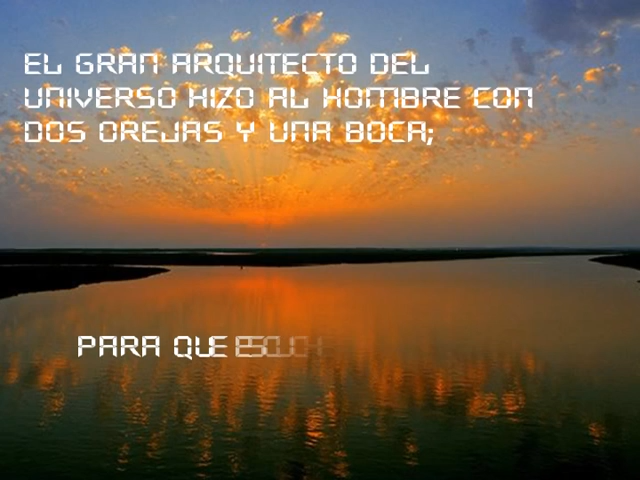 EL GRAN ARQUITECTO DEL
UNIVERSO HIZO AL HOMBRE CON
DOS OREJAS Y UNA BOCA;
PARA QUE